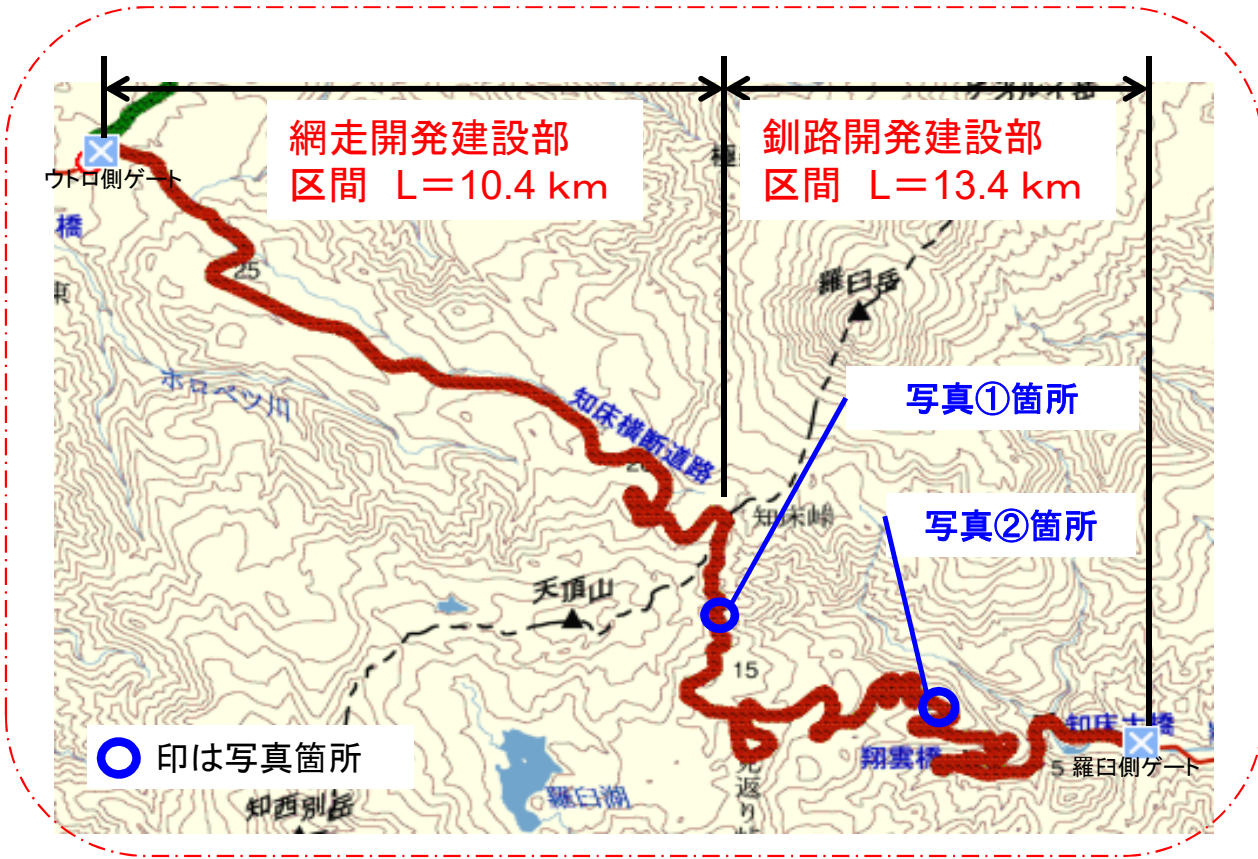 網走開発建設部
区間 L=10.4 km
釧路開発建設部
区間 L=13.4 km
ウトロ側ゲート
橋
東
25
ホロベツ川
羅臼岳
写真①箇所
知床横断道路
写真②箇所
知床峠
天頂山
15
翔雲橋
5
羅臼側ゲート
印は写真箇所
羅臼湖
知西別岳